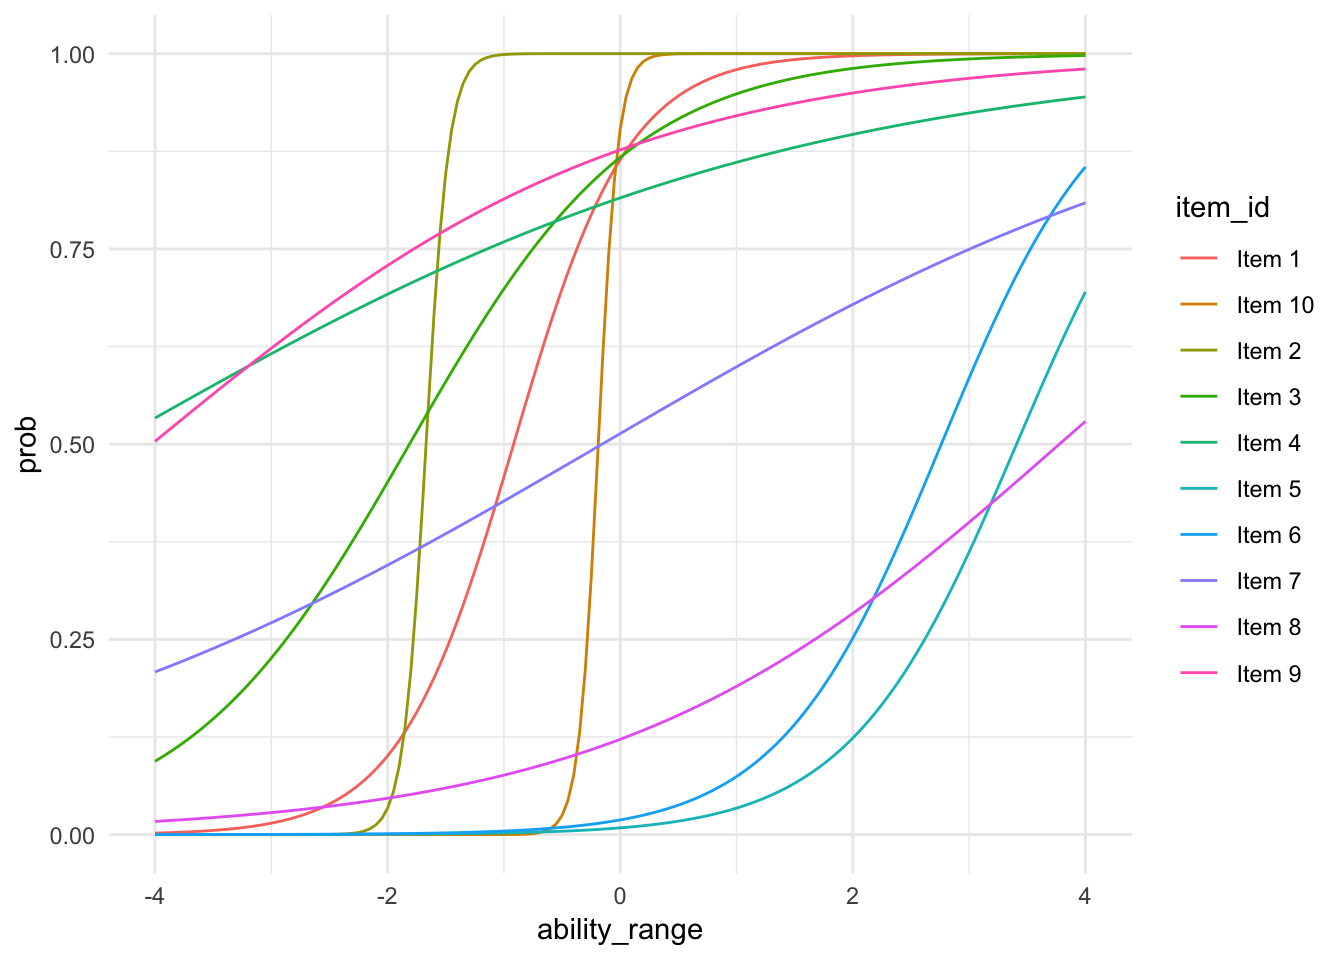 1.00
0.75
0.50
0.25
0.00
prob
-4
-2
0
2
4
ability_range
item_id
Item 1
Item 10
Item 2
Item 3
Item 4
Item 5
Item 6
Item 7
Item 8
Item 9